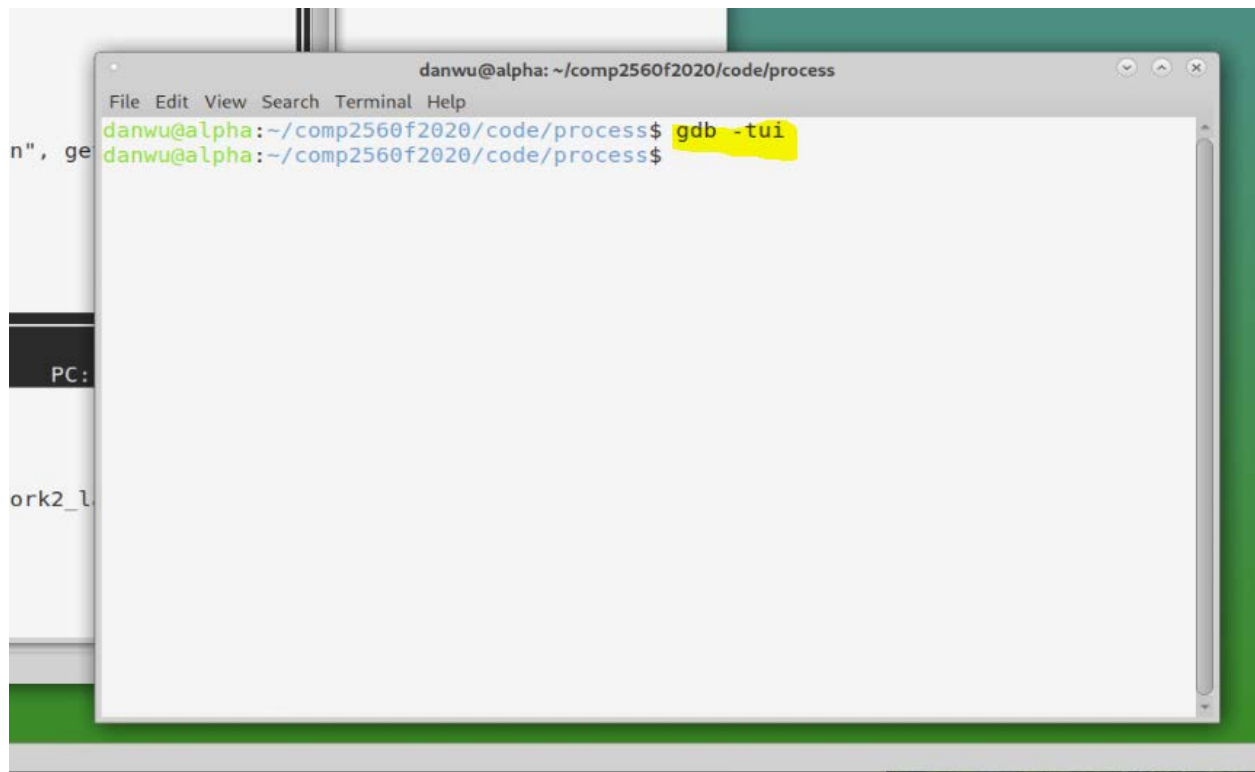 danwu@alpha: ~/comp2560f2020/code/process
File Edit View Search Terminal Help
danwu@alpha:~/comp2560f2020/code/process$ gdb -tui
n", ge
danwu@alpha:~/comp2560f2020/code/process$
PC:
ork2_l